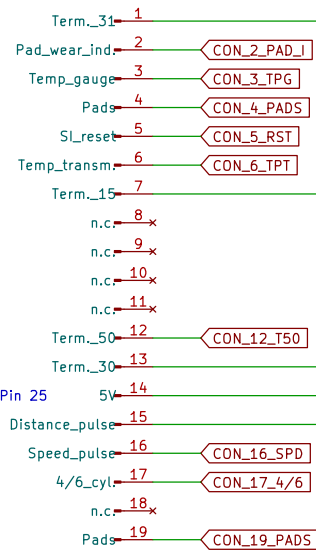 Term._31 1
Pad_wear_ind. 2 CON_2_PAD_I
Temp_gauge 3 CON_3_TPG
Pads 4 CON_4_PADS
SI_reset 5 CON_5_RST
Temp_transm. 6 CON_6_TPT
Term._15 7
n.c. 8
n.c. 9
n.c. 10
n.c. 11
Term._50 12 CON_12_T50
Term._30 13
Pin 25 5V 14
Distance_pulse 15
Speed_pulse 16 CON_16_SPD
4/6_cyl. 17 CON_17_4/6
n.c. 18
Pads 19 CON_19_PADS